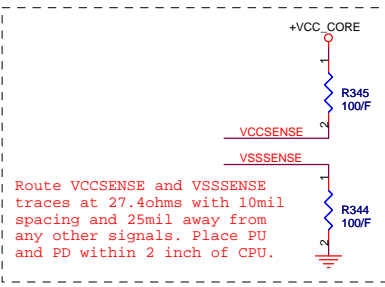 +VCC_CORE
1
R345
100/F
2
VCCSENSE
VSSSENSE
1
R344
100/F
2
Route VCCSENSE and VSSSENSE
traces at 27.4ohms with 10mil
spacing and 25mil away from
any other signals. Place PU
and PD within 2 inch of CPU.